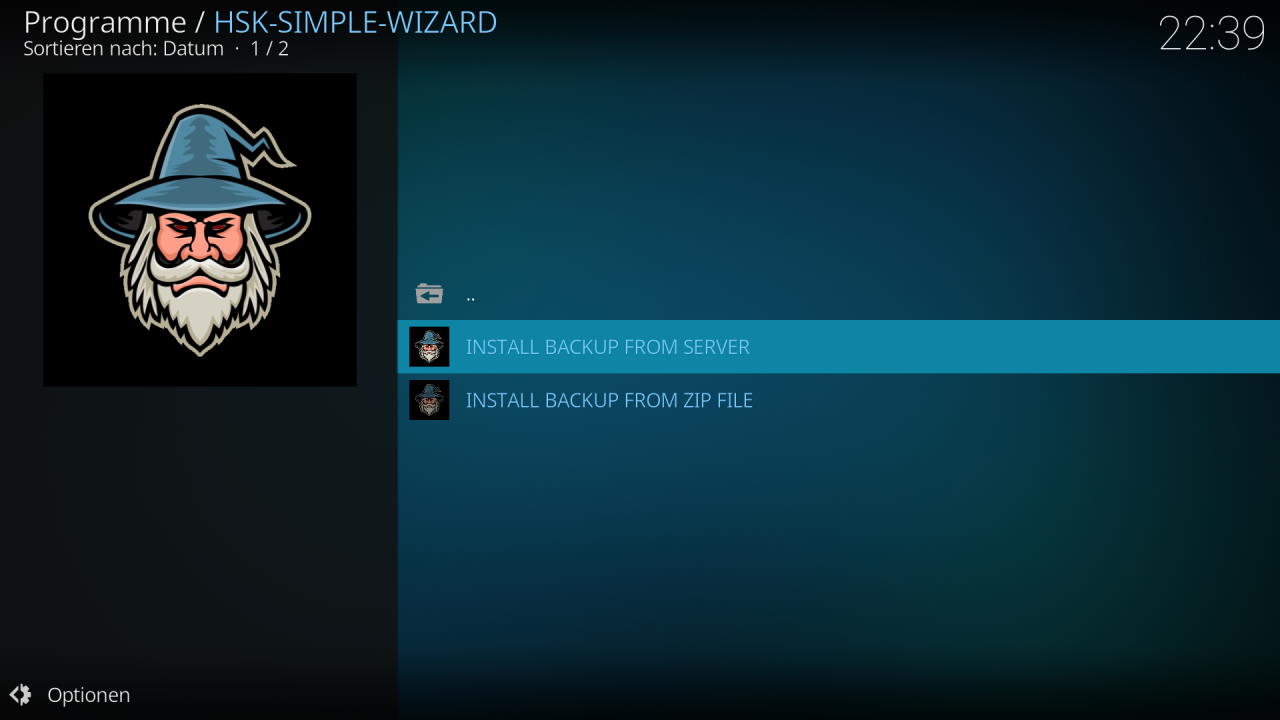 Programme / HSK-SIMPLE-WIZARD
Sortieren nach: Datum · 1 / 2
22:39
..
INSTALL BACKUP FROM SERVER
INSTALL BACKUP FROM ZIP FILE
Optionen